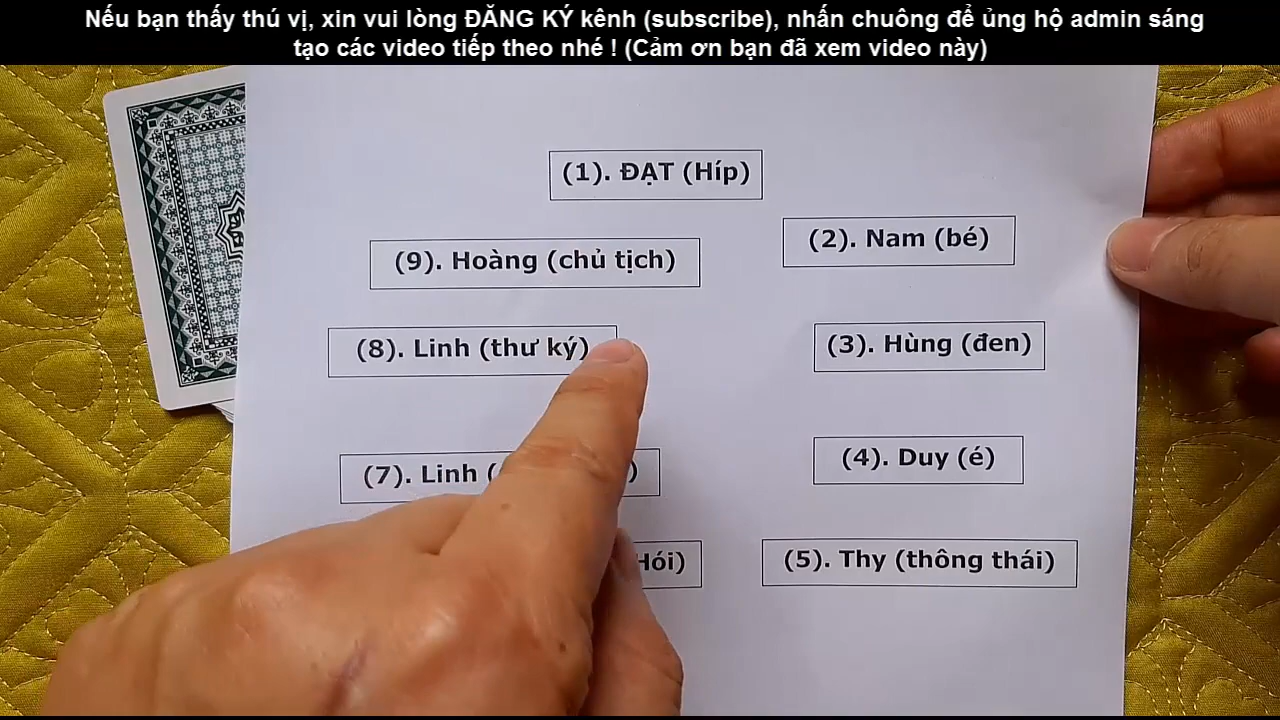 Nếu bạn thấy thú vị, xin vui lòng ĐĂNG KÝ kênh (subscribe), nhấn chuông để ủng hộ admin sáng
tạo các video tiếp theo nhé ! (Cảm ơn bạn đã xem video này)
(1). ĐẠT (Híp)
(2). Nam (bé)
(9). Hoàng (chủ tịch)
(8). Linh (thư ký)
(3). Hùng (đen)
(4). Duy (é)
(7). Linh (
)
(5). Thy (thông thái)
Hói)